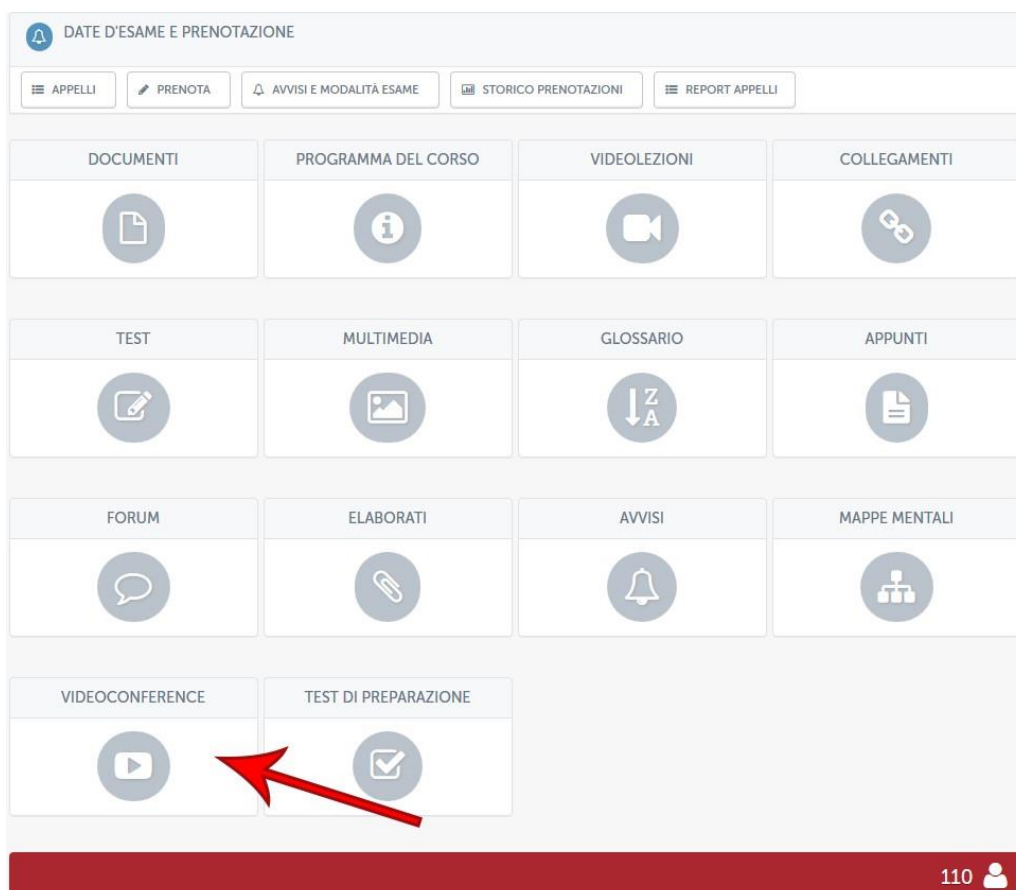 DATE D'ESAME E PRENOTAZIONE
APPELLI PRENOTA AVVISI E MODALITÀ ESAME STORICO PRENOTAZIONI REPORT APPELLI
DOCUMENTI PROGRAMMA DEL CORSO VIDEOLEZIONI COLLEGAMENTI
TEST MULTIMEDIA GLOSSARIO APPUNTI
Z
A
FORUM ELABORATI AVVISI MAPPE MENTALI
VIDEOCONFERENCE TEST DI PREPARAZIONE
110